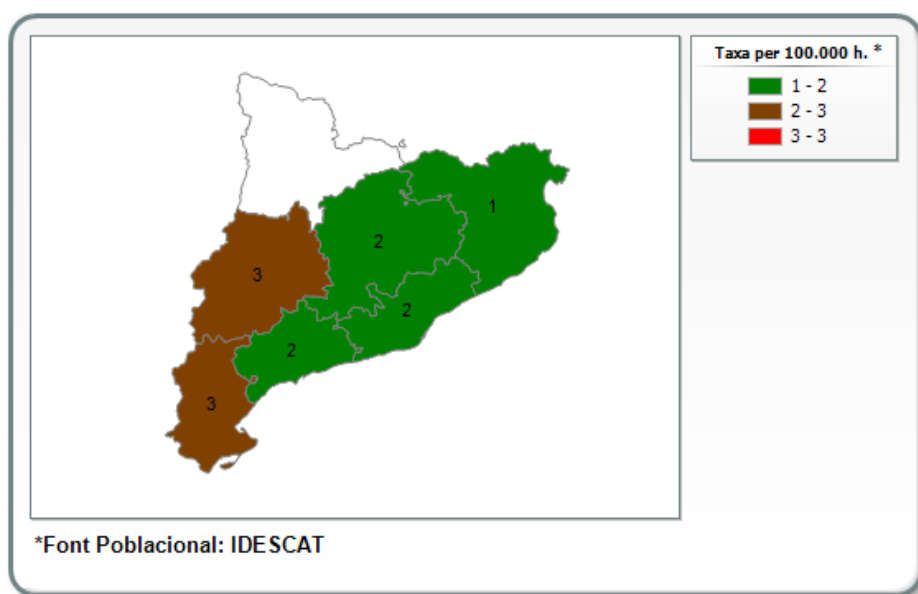 Taxa per 100.000 h. *
1 - 2
2 - 3
3 - 3
1
2
3
2
2
3
*Font Poblacional: IDESCAT